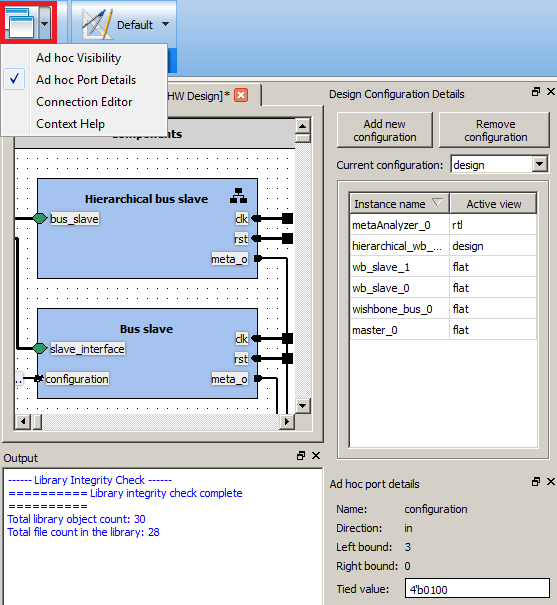 Default
Ad hoc Visibility
Ad hoc Port Details
Connection Editor
Context Help
HW Design]*
Design Configuration Details
Add new
configuration
Remove
configuration
Current configuration:
design
Instance name
Active view
metaAnalyzer_0
rtl
hierarchical_wb_...
design
wb_slave_1
flat
wb_slave_0
flat
wishbone_bus_0
flat
master_0
flat
Hierarchical bus slave
bus_slave
clk
rst
meta_o
Bus slave
slave_interface
configuration
clk
rst
meta_o
Output
------ Library Integrity Check ------
========== Library integrity check complete
==========
Total library object count: 30
Total file count in the library: 28
Ad hoc port details
Name: configuration
Direction: in
Left bound: 3
Right bound: 0
Tied value: 4'b0100